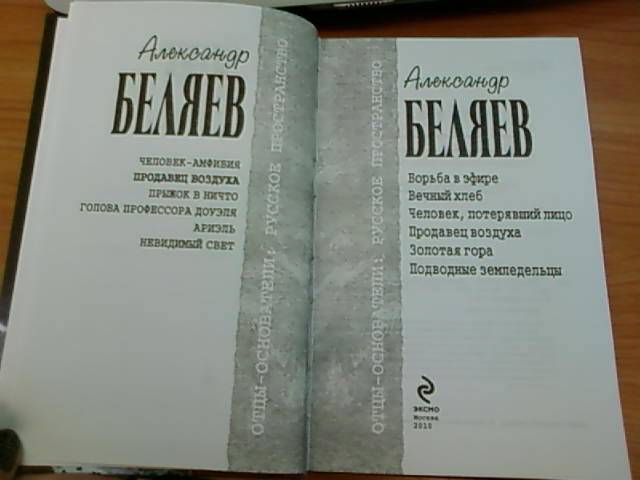 Александр
БЕЛЯЕВ
ЧЕЛОВЕК-АМФИБИЯ
ПРОДАВЕЦ ВОЗДУХА
ПРЫЖОК В НИЧТО
ГОЛОВА ПРОФЕССОРА ДОУЭЛЯ
АРИЭЛЬ
НЕВИДИМЫЙ СВЕТ
ОТЦЫ-ОСНОВАТЕЛИ: РУССКОЕ ПРОСТРАНСТВО
ОТЦЫ-ОСНОВАТЕЛИ: РУССКОЕ ПРОСТРАНСТВО
Александр
БЕЛЯЕВ
Борьба в эфире
Вечный хлеб
Человек, потерявший лицо
Продавец воздуха
Золотая гора
Подводные земледельцы
ЭКСМО
Москва
2010